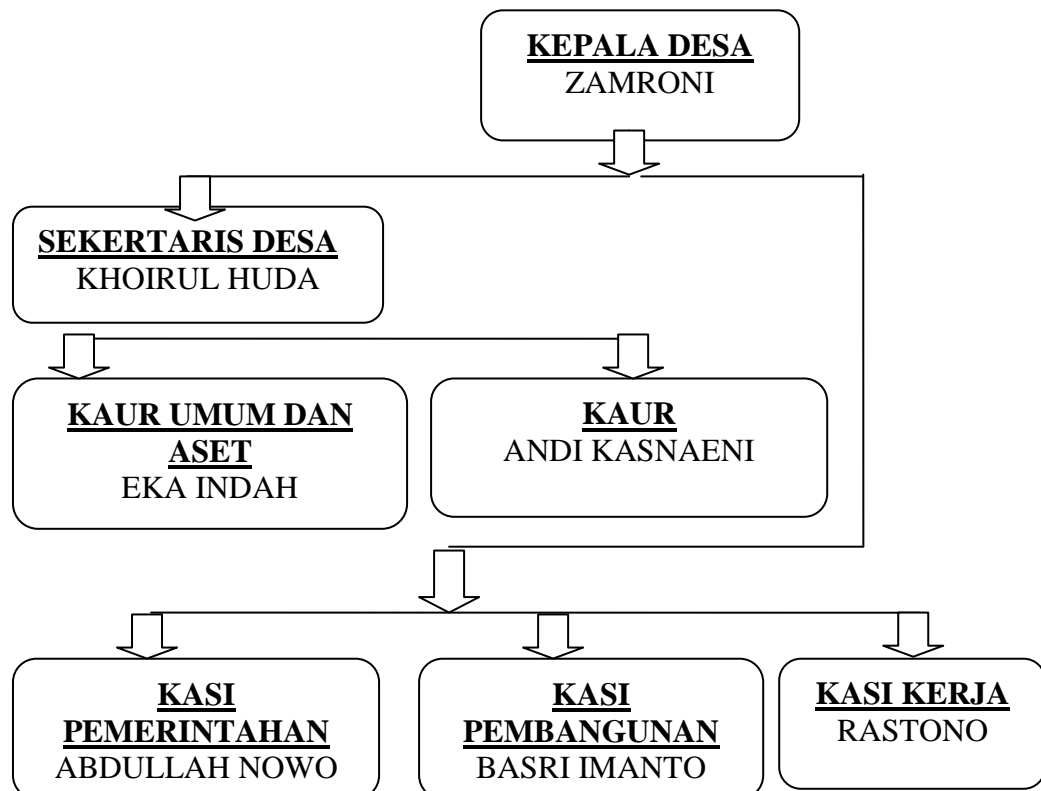 KEPALA DESA
ZAMRONI
SEKERTARIS DESA
KHOIRUL HUDA
KAUR UMUM DAN
ASET
EKA INDAH
KAUR
ANDI KASNAENI
KASI
PEMERINTAHAN
ABDULLAH NOWO
KASI
PEMBANGUNAN
BASRI IMANTO
KASI KERJA
RASTONO